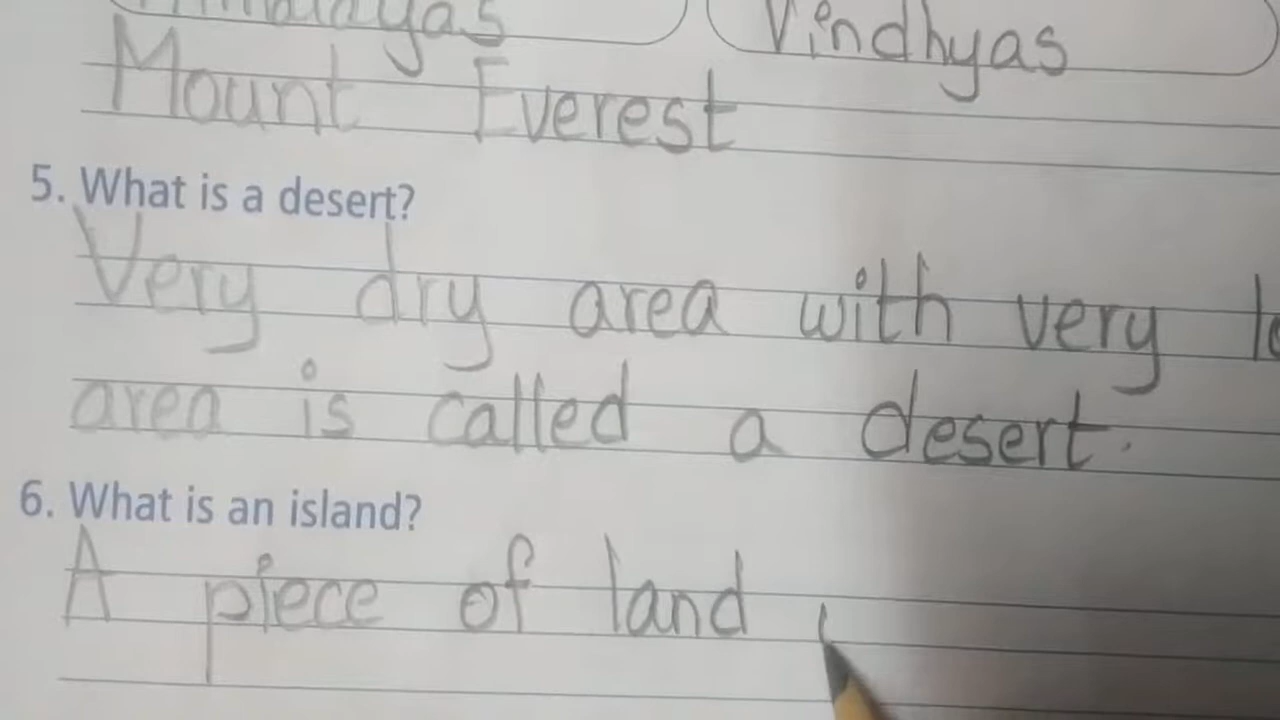 Himalayas Vindhyas
Mount Everest
5. What is a desert?
Very dry area with very
area is called a desert.
6. What is an island?
A piece of land